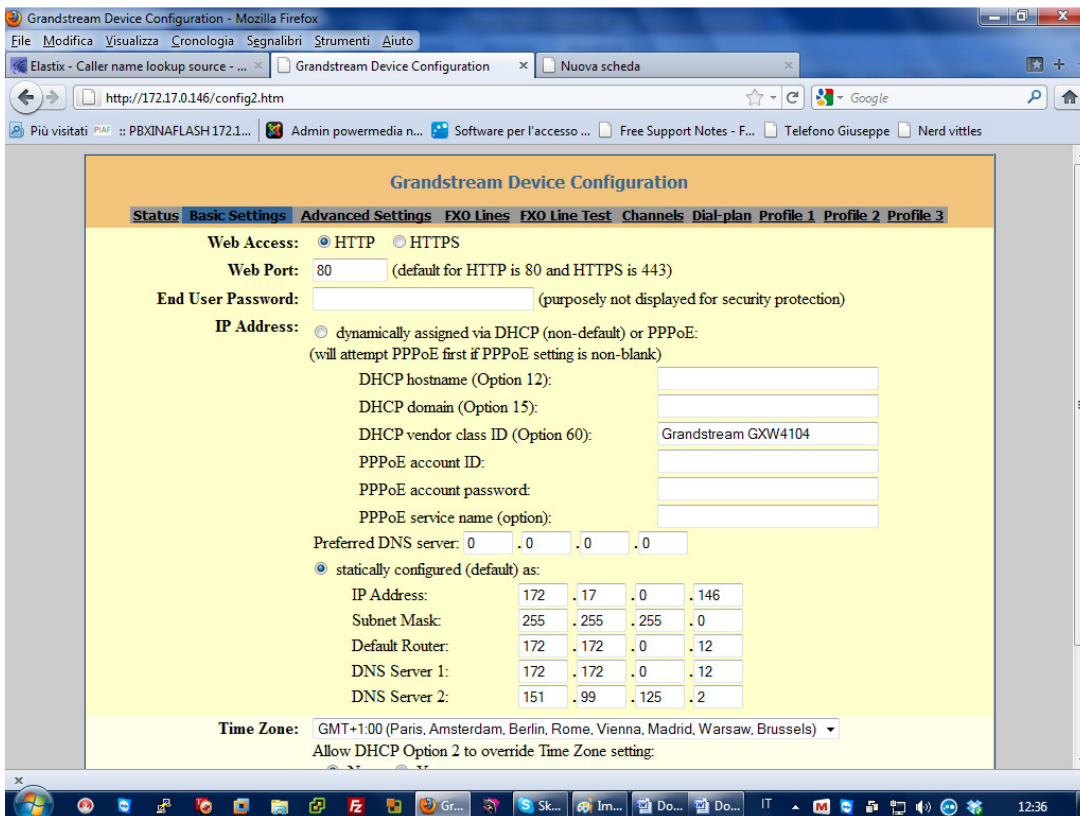 Grandstream Device Configuration - Mozilla Firefox
File Modifica Visualizza Cronologia Segnalibri Strumenti Aiuto
Elastix - Caller name lookup source - ... Grandstream Device Configuration Nuova scheda
http://172.17.0.146/config2.htm Google
Più visitati PIAF :: PBXINAFLASH 172.1... Admin powermedia n... Software per l'accesso ... Free Support Notes - F... Telefono Giuseppe Nerd vittles
Grandstream Device Configuration
Status Basic Settings Advanced Settings FXO Lines FXO Line Test Channels Dial-plan Profile 1 Profile 2 Profile 3
Web Access: HTTP HTTPS
Web Port: 80 (default for HTTP is 80 and HTTPS is 443)
End User Password: (purposely not displayed for security protection)
IP Address: dynamically assigned via DHCP (non-default) or PPPoE:
(will attempt PPPoE first if PPPoE setting is non-blank)
DHCP hostname (Option 12):
DHCP domain (Option 15):
DHCP vendor class ID (Option 60): Grandstream GXW4104
PPPoE account ID:
PPPoE account password:
PPPoE service name (option):
Preferred DNS server: 0 . 0 . 0 . 0
statically configured (default) as:
IP Address: 172 . 17 . 0 . 146
Subnet Mask: 255 . 255 . 255 . 0
Default Router: 172 . 172 . 0 . 12
DNS Server 1: 172 . 172 . 0 . 12
DNS Server 2: 151 . 99 . 125 . 2
Time Zone: GMT+1:00 (Paris, Amsterdam, Berlin, Rome, Vienna, Madrid, Warsaw, Brussels)
Allow DHCP Option 2 to override Time Zone setting:
Gr... Sk... Im... Do... Do... IT 12:36